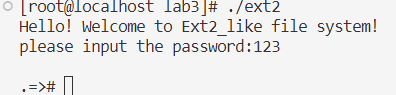 [root@localhost lab3]# ./ext2
Hello! Welcome to Ext2_like file system!
please input the password:123
.=>#